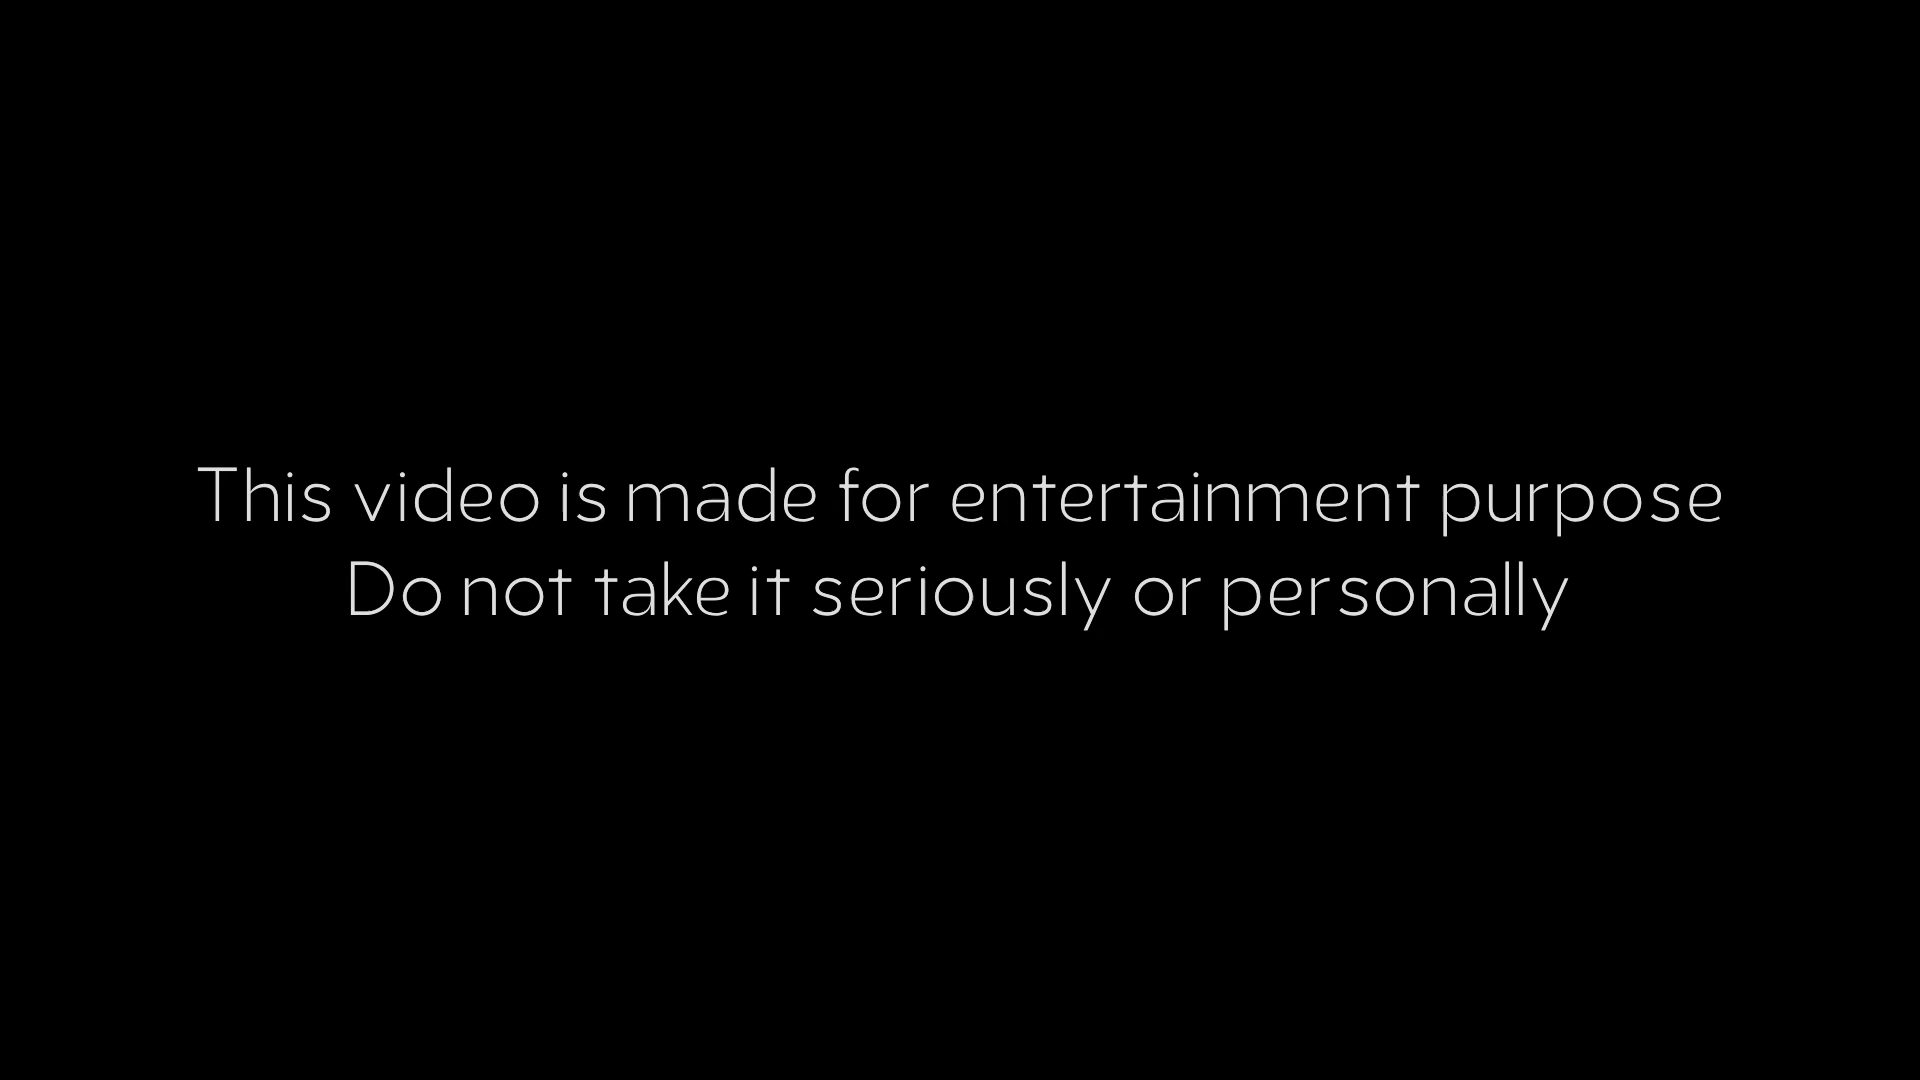 This video is made for entertainment purpose
Do not take it seriously or personally